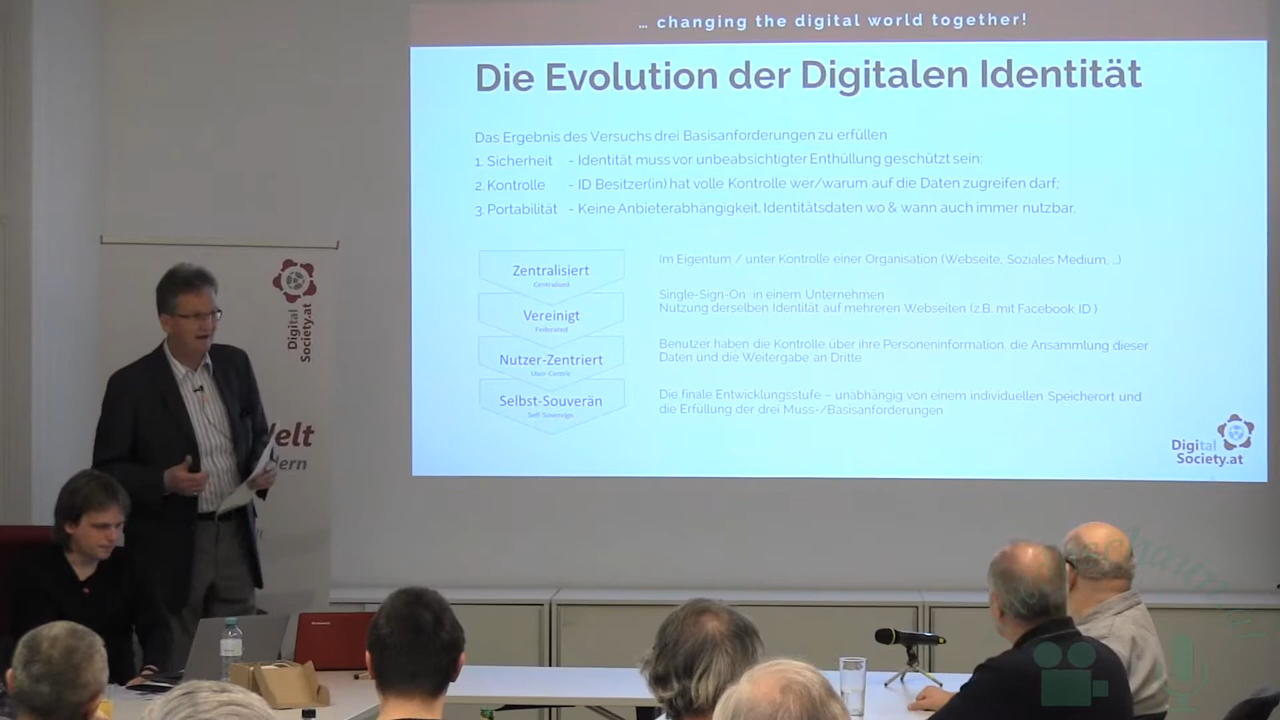 … changing the digital world together!
Die Evolution der Digitalen Identität
Das Ergebnis des Versuchs drei Basisanforderungen zu erfüllen
1. Sicherheit - Identität muss vor unbeabsichtigter Enthüllung geschützt sein;
2. Kontrolle - ID Besitzer(in) hat volle Kontrolle wer/warum auf die Daten zugreifen darf;
3. Portabilität - Keine Anbieterabhängigkeit, Identitätsdaten wo & wann auch immer nutzbar.
Zentralisiert
Centralised
Im Eigentum / unter Kontrolle einer Organisation (Webseite, Soziales Medium, ...)
Vereinigt
Federated
Single-Sign-On in einem Unternehmen
Nutzung derselben Identität auf mehreren Webseiten (z.B. mit Facebook ID )
Nutzer-Zentriert
User-Centric
Benutzer haben die Kontrolle über ihre Personeninformation, die Ansammlung dieser
Daten und die Weitergabe an Dritte
Selbst-Souverän
Self-Sovereign
Die finale Entwicklungsstufe – unabhängig von einem individuellen Speicherort und
die Erfüllung der drei Muss-/Basisanforderungen
Digital
Society.at
Digital
Society.at
elt
dern
lenovo